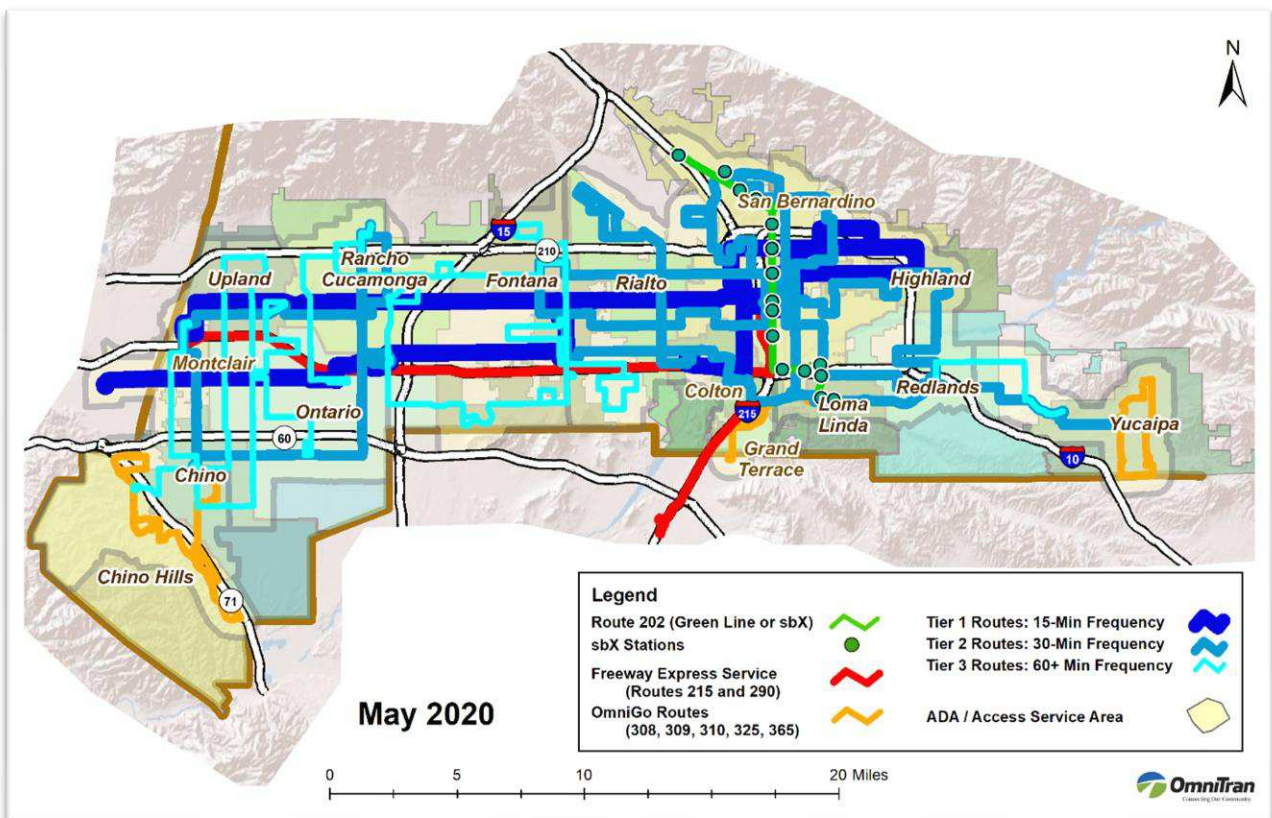 N
15
210
San Bernardino
Rancho
Cucamonga
Upland
Fontana
Rialto
Highland
Montclair
Ontario
Colton
Redlands
Loma
Linda
215
60
Grand
Terrace
Yucaipa
10
Chino
Chino Hills
71
Legend
Route 202 (Green Line or sbX)
sbX Stations
Freeway Express Service
(Routes 215 and 290)
OmniGo Routes
(308, 309, 310, 325, 365)
Tier 1 Routes: 15-Min Frequency
Tier 2 Routes: 30-Min Frequency
Tier 3 Routes: 60+ Min Frequency
ADA / Access Service Area
May 2020
0 5 10 20 Miles
OmniTran
Connecting Our Community